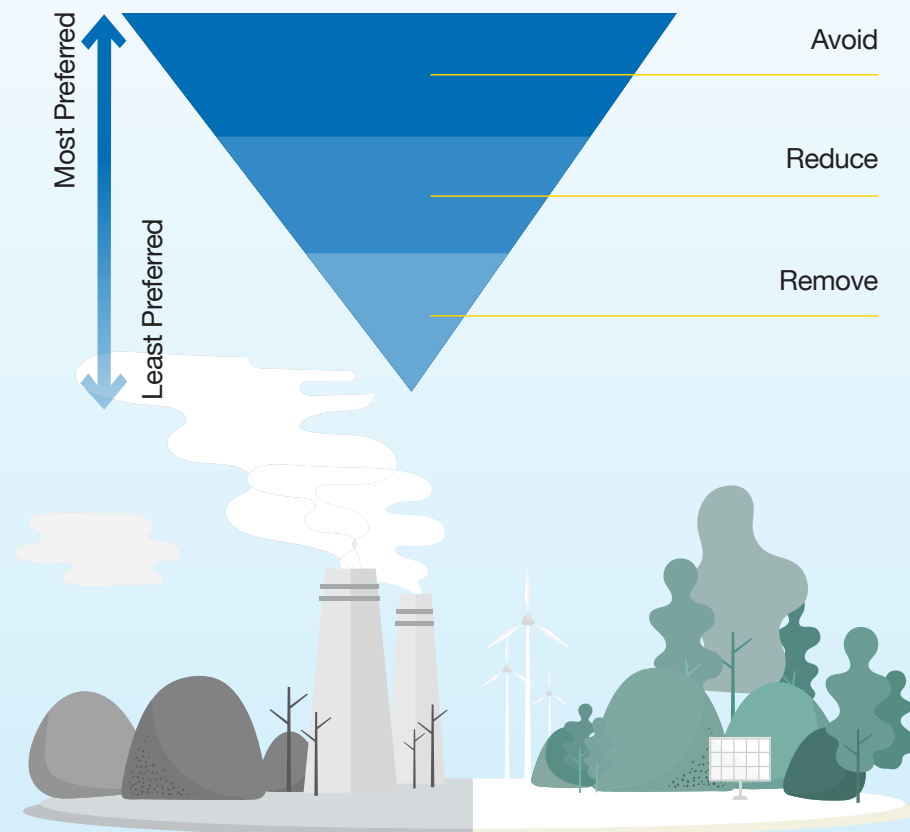 Most Preferred
Least Preferred
Avoid
Reduce
Remove